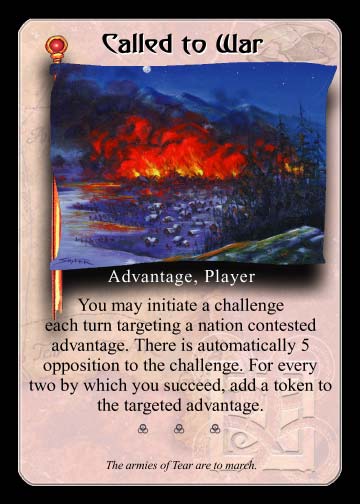 Called to War
SKYPER
Advantage, Player
You may initiate a challenge
each turn targeting a nation contested
advantage. There is automatically 5
opposition to the challenge. For every
two by which you succeed, add a token to
the targeted advantage.
The armies of Tear are to march.